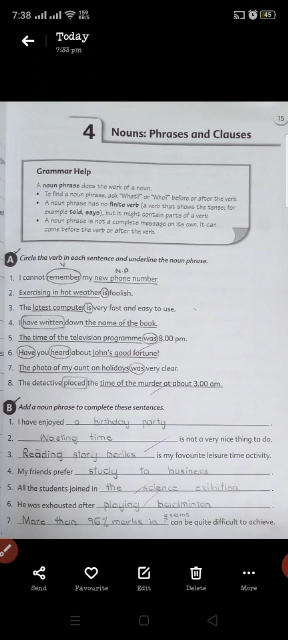 7:38
159 KB/S
45
Today
7:33 pm
15
4 Nouns: Phrases and Clauses
Grammar Help
A noun phrase does the work of a noun.
• To find a noun phrase, ask "What?" or "Who?" before or after the verb.
• A noun phrase has no finite verb (a verb that shows the tense; for
example told, says), but it might contain parts of a verb.
• A noun phrase is not a complete message on its own. It can
come before the verb or after the verb.
A Circle the verb in each sentence and underline the noun phrase.
V N.P
1. I cannot remember my new phone number.
2. Exercising in hot weather is foolish.
3. The latest computer is very fast and easy to use.
4. I have written down the name of the book.
5. The time of the television programme was 8.00 pm.
6. Have you heard about John's good fortune?
7. The photo of my aunt on holidays was very clear.
8. The detective placed the time of the murder at about 3.00 am.
B Add a noun phrase to complete these sentences.
1. I have enjoyed a birthday party.
2. Wasting time is not a very nice thing to do.
3. Reading story books is my favourite leisure time activity.
4. My friends prefer study to business.
5. All the students joined in the science exibition.
6. He was exhausted after playing badminton
exams
7. More than 96% marks in can be quite difficult to achieve.
Send
Favourite
Edit
Delete
More